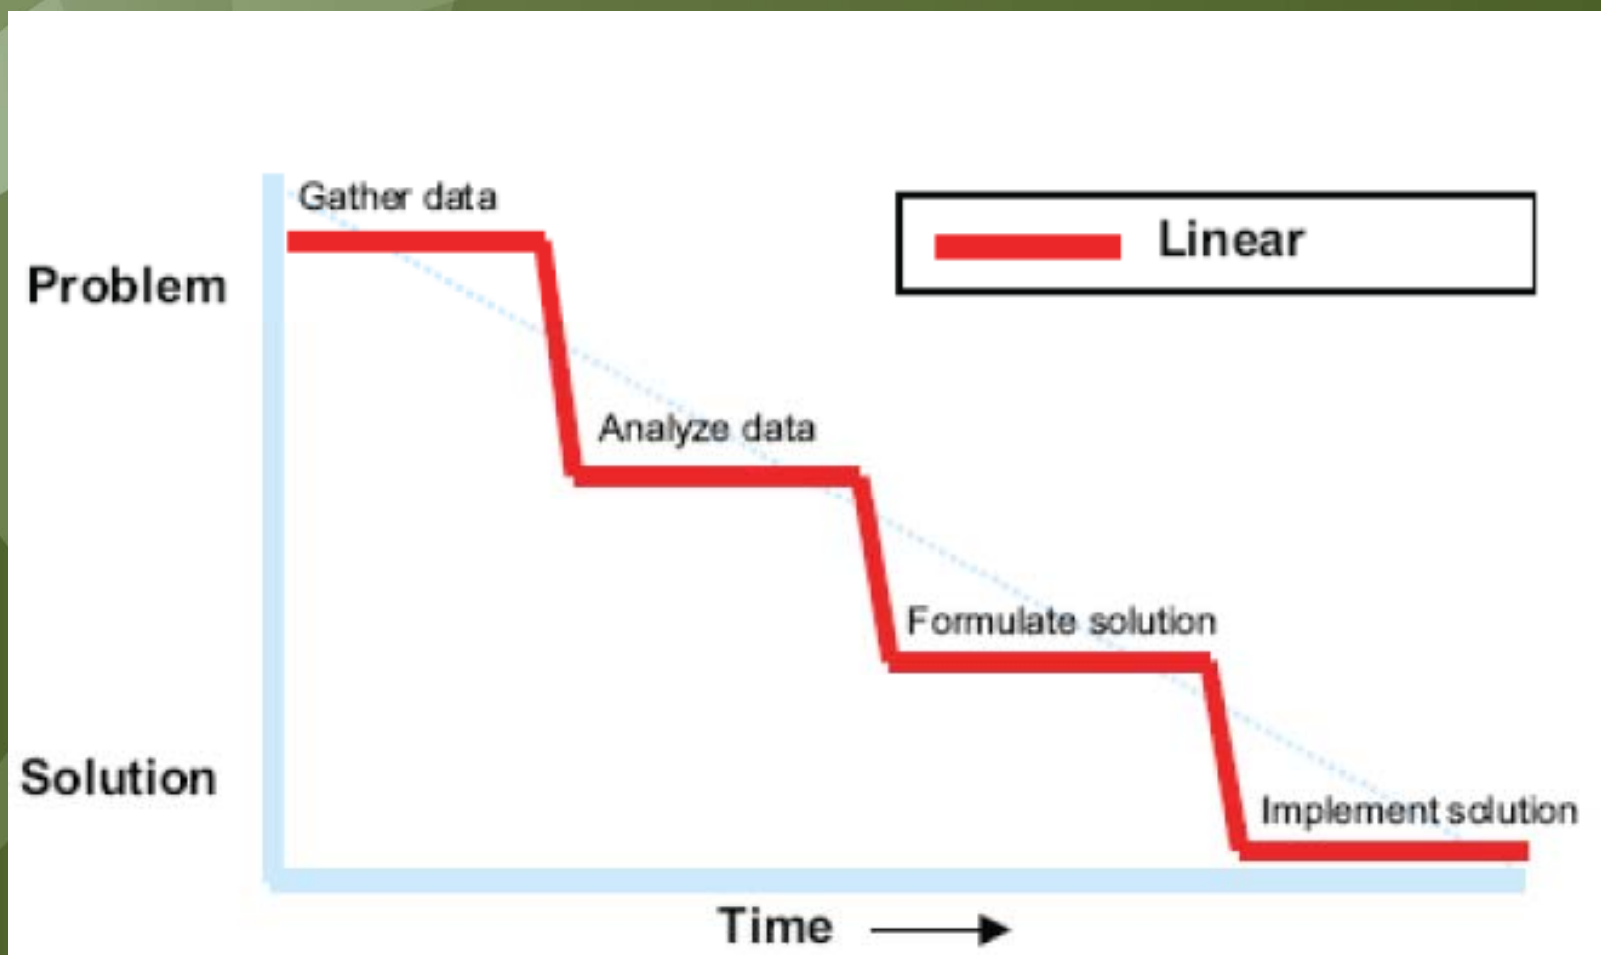 Gather data
Linear
Problem
Analyze data
Formulate solution
Solution
Implement solution
Time